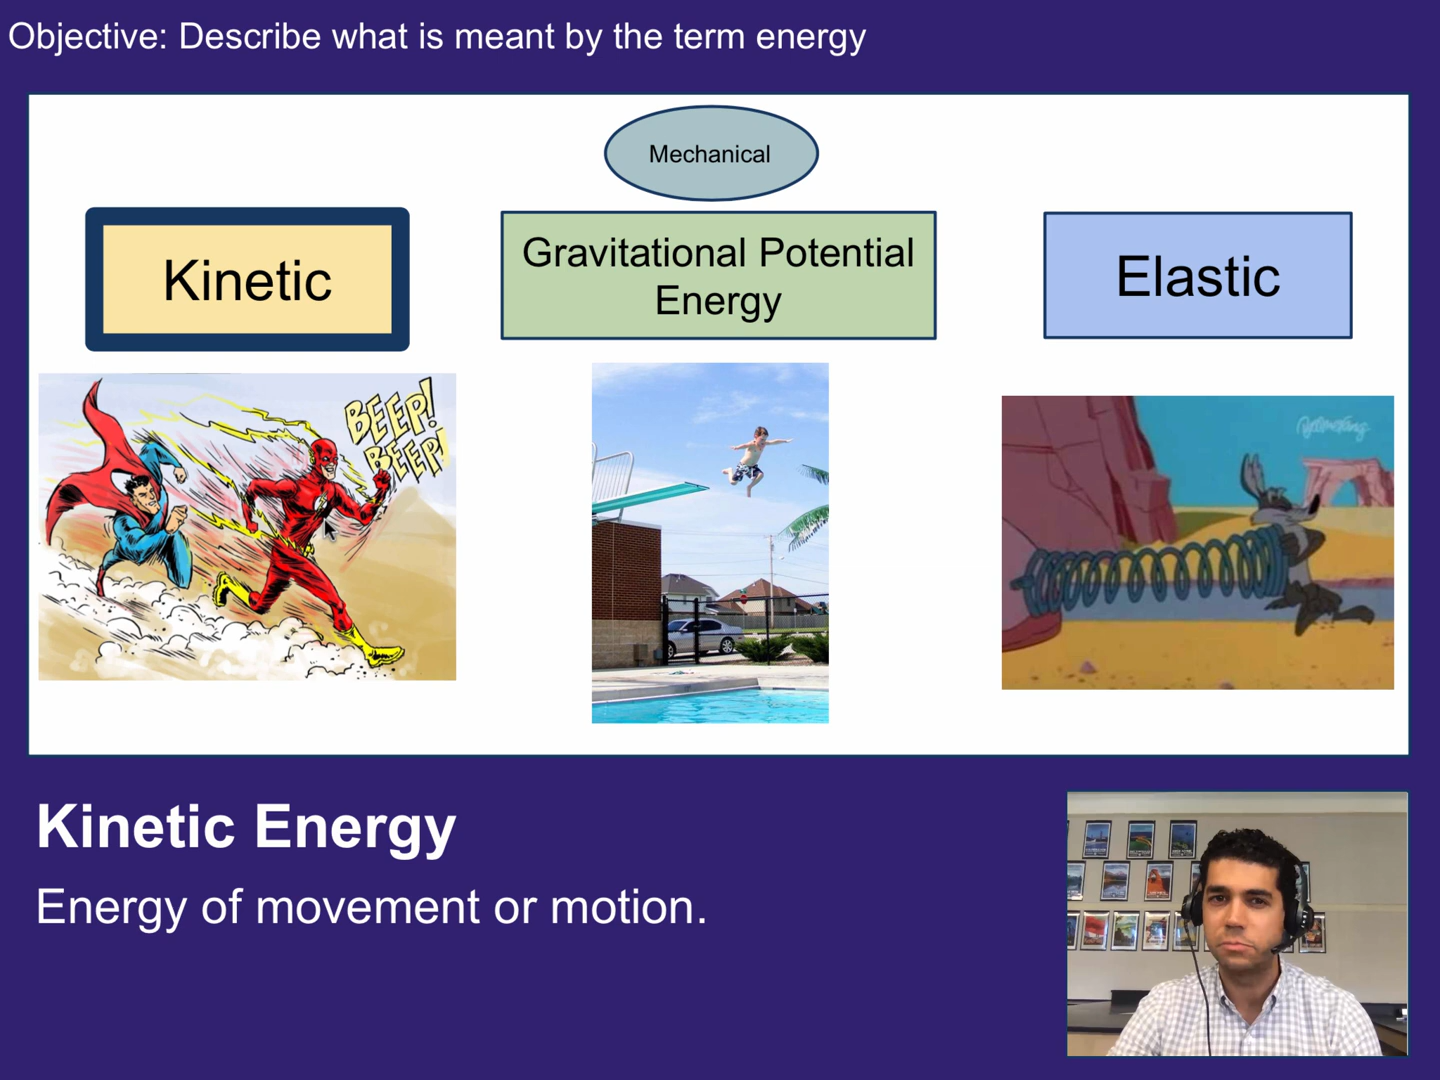 Objective: Describe what is meant by the term energy
Mechanical
Kinetic
Gravitational Potential
Energy
Elastic
BEEP!
BEEP!
Boomerang
Kinetic Energy
Energy of movement or motion.